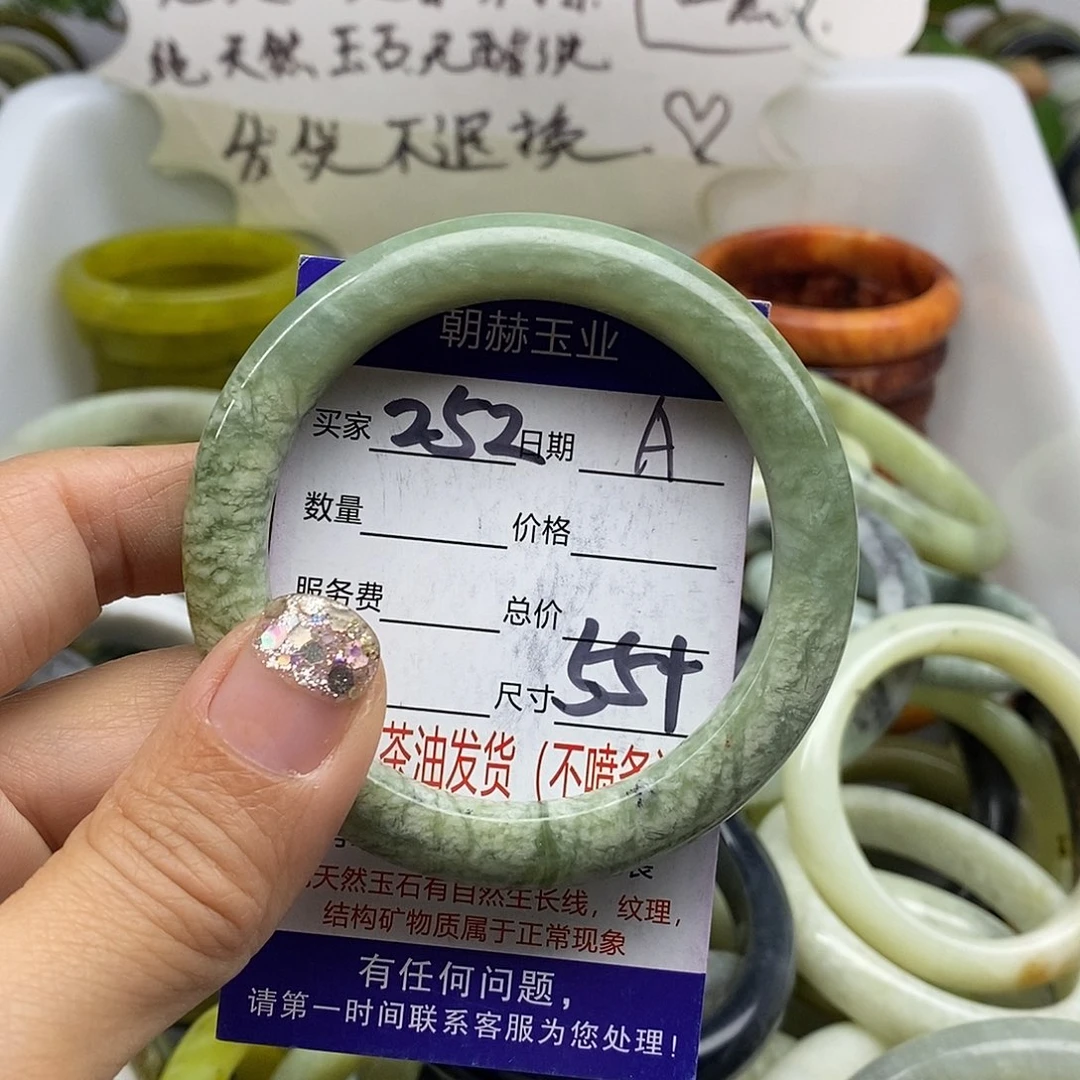 纯天然玉石无酸洗
售出不退换
朝赫玉业
买家 252 日期 A
数量 价格
服务费 总价
尺寸 554
茶油发货（不喷
天然玉石有自然生长线，纹理，
结构矿物质属于正常现象
有任何问题，
请第一时间联系客服为您处理！